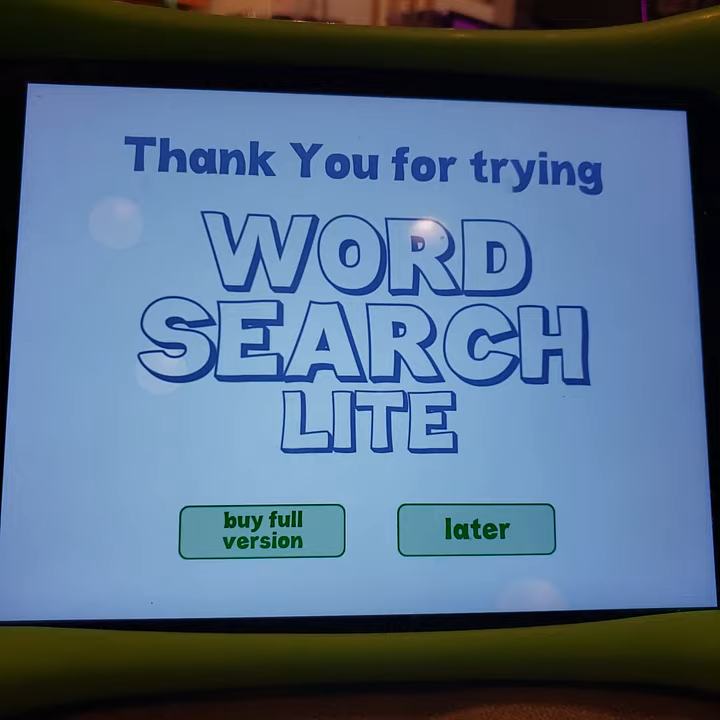 Thank You for trying
WORD
SEARCH
LITE
buy full
version
later